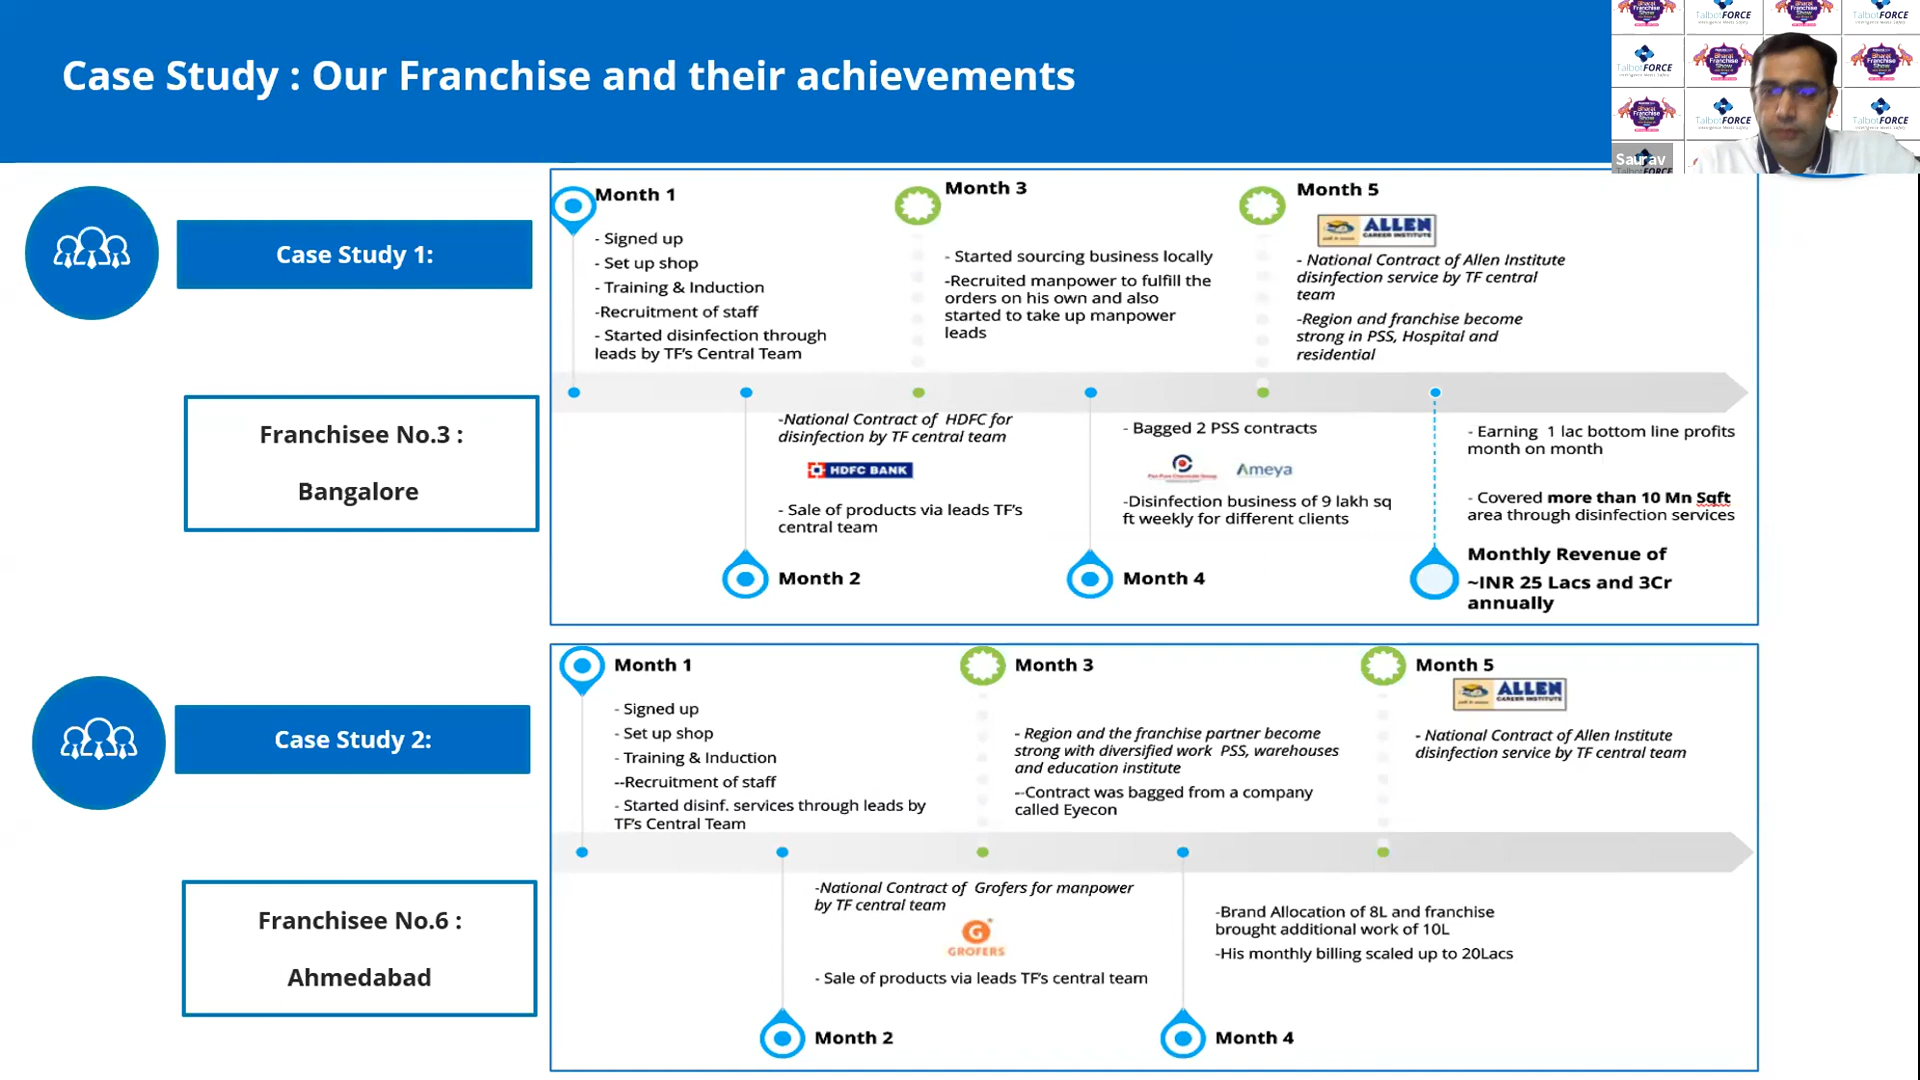 Case Study : Our Franchise and their achievements
TalbotFORCE
TalbotFORCE
TalbotFORCE
Bharat
Franchise
Show
TalbotFORCE
TalbotFORCE
Saurav
Case Study 1:
Franchisee No.3 :
Bangalore
Month 1
- Signed up
- Set up shop
- Training & Induction
-Recruitment of staff
- Started disinfection through
leads by TF's Central Team
Month 3
- Started sourcing business locally
-Recruited manpower to fulfill the
orders on his own and also
started to take up manpower
leads
Month 5
ALLEN
CAREER INSTITUTE
- National Contract of Allen Institute
disinfection service by TF central
team
-Region and franchise become
strong in PSS, Hospital and
residential
-National Contract of HDFC for
disinfection by TF central team
HDFC BANK
- Sale of products via leads TF's
central team
Month 2
- Bagged 2 PSS contracts
Ameya
-Disinfection business of 9 lakh sq
ft weekly for different clients
Month 4
- Earning 1 lac bottom line profits
month on month
- Covered more than 10 Mn Sqft
area through disinfection services
Monthly Revenue of
~INR 25 Lacs and 3Cr
annually
Case Study 2:
Franchisee No.6 :
Ahmedabad
Month 1
- Signed up
- Set up shop
- Training & Induction
--Recruitment of staff
- Started disinf. services through leads by
TF's Central Team
Month 3
- Region and the franchise partner become
strong with diversified work PSS, warehouses
and education institute
--Contract was bagged from a company
called Eyecon
Month 5
ALLEN
CAREER INSTITUTE
- National Contract of Allen Institute
disinfection service by TF central team
-National Contract of Grofers for manpower
by TF central team
G
GROFERS
- Sale of products via leads TF's central team
Month 2
-Brand Allocation of 8L and franchise
brought additional work of 10L
-His monthly billing scaled up to 20Lacs
Month 4